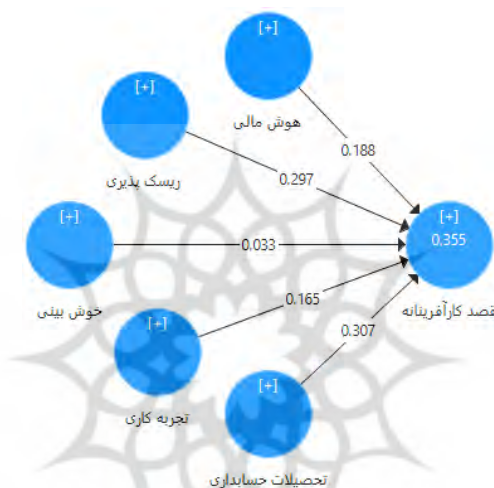 [+]
هوش مالی
[+]
ریسک پذیری
[+]
خوش بینی
[+]
تجربه کاری
[+]
تحصیلات حسابداری
0.188
0.297
0.033
0.165
0.307
[+]
0.355
قصد کارآفرینانه